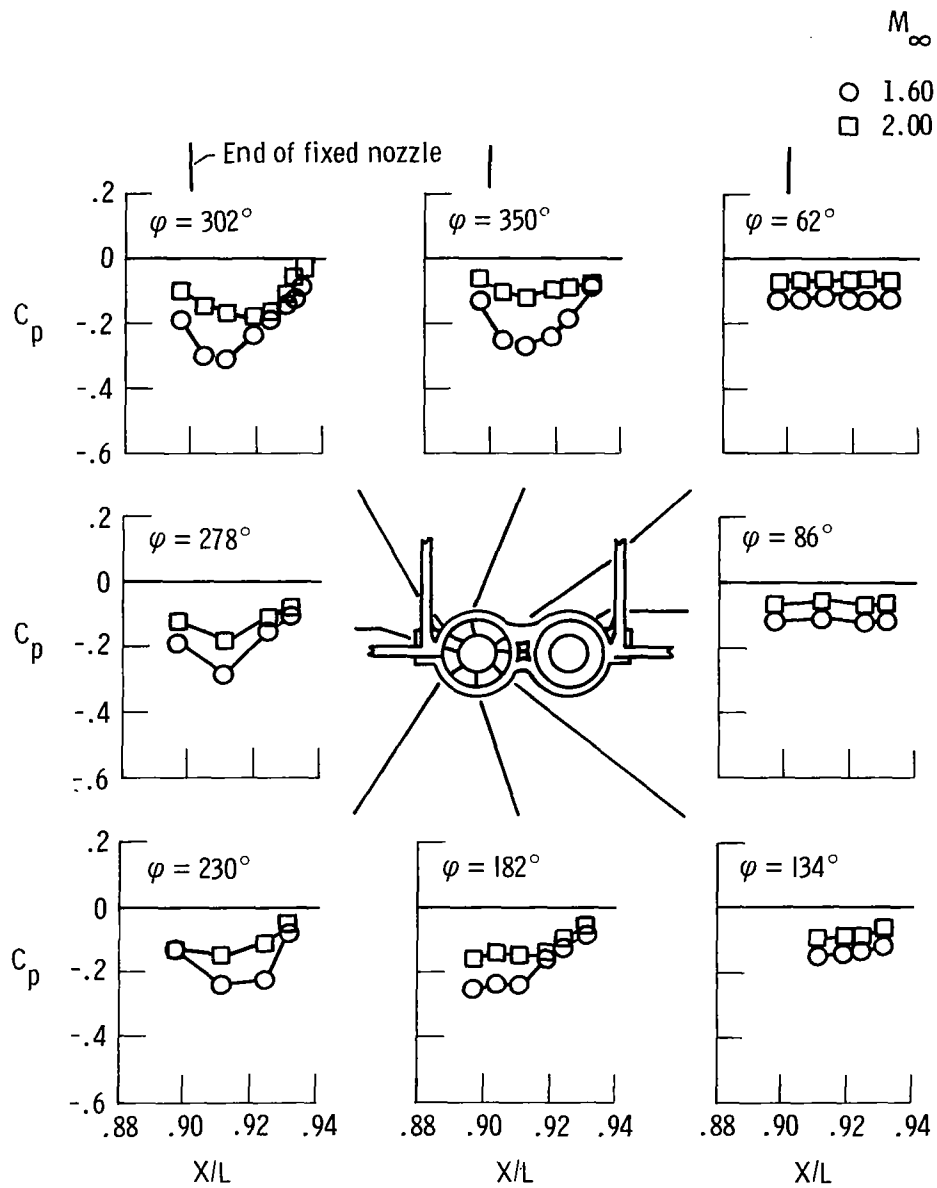 M∞
1.60
2.00
End of fixed nozzle
.2
0
-.2
-.4
-.6
Cp
φ = 302°
φ = 350°
φ = 62°
.2
0
-.2
-.4
-.6
Cp
φ = 278°
φ = 86°
.2
0
-.2
-.4
-.6
Cp
φ = 230°
φ = 182°
φ = 134°
.88 .90 .92 .94 .88 .90 .92 .94 .88 .90 .92 .94
X/L X/L X/L